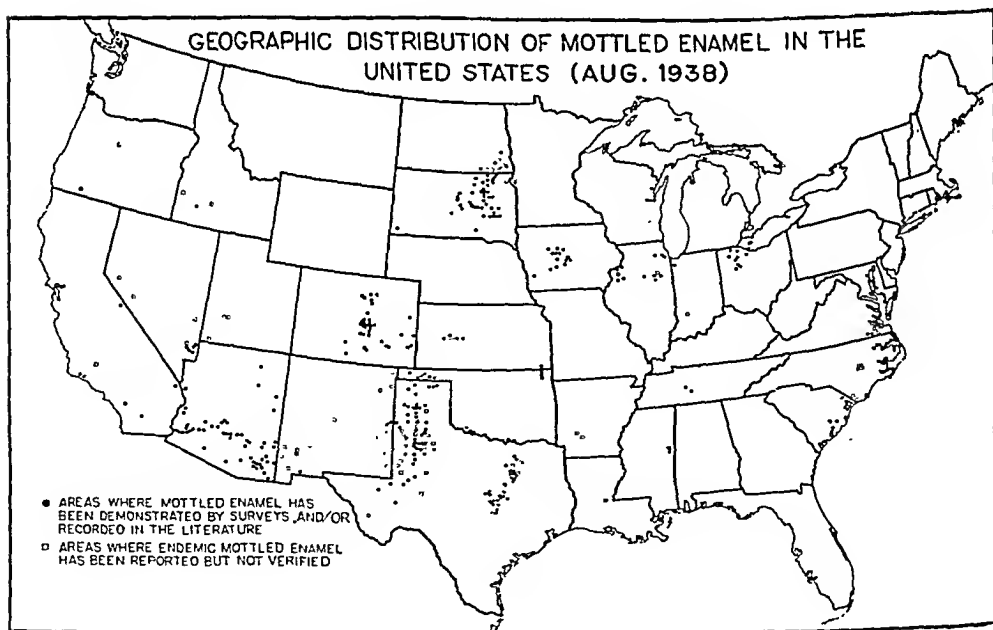 GEOGRAPHIC DISTRIBUTION OF MOTTLED ENAMEL IN THE
UNITED STATES (AUG. 1938)
• AREAS WHERE MOTTLED ENAMEL HAS
BEEN DEMONSTRATED BY SURVEYS, AND/OR
RECORDED IN THE LITERATURE
□ AREAS WHERE ENDEMIC MOTTLED ENAMEL
HAS BEEN REPORTED BUT NOT VERIFIED